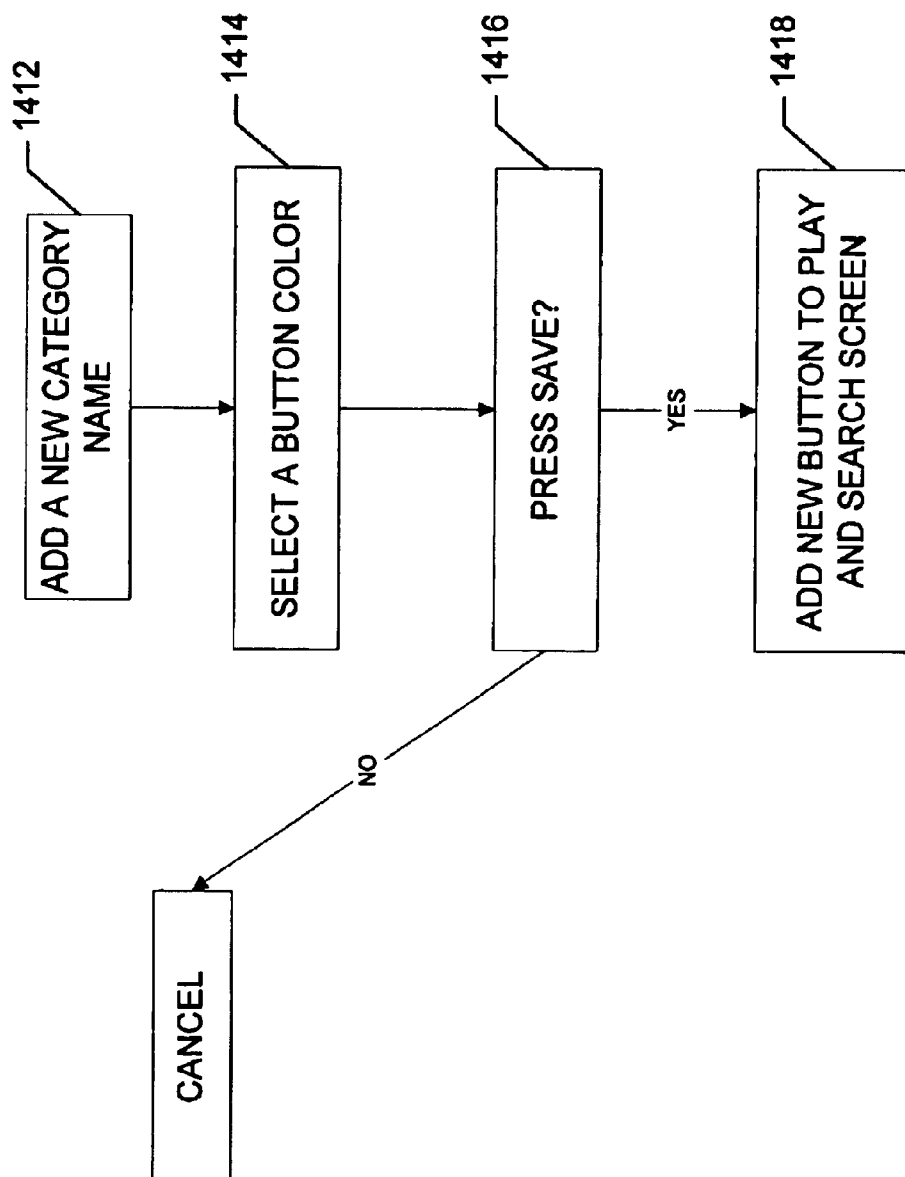 1412
ADD A NEW CATEGORY
NAME
1414
SELECT A BUTTON COLOR
1416
PRESS SAVE?
NO
CANCEL
YES
1418
ADD NEW BUTTON TO PLAY
AND SEARCH SCREEN